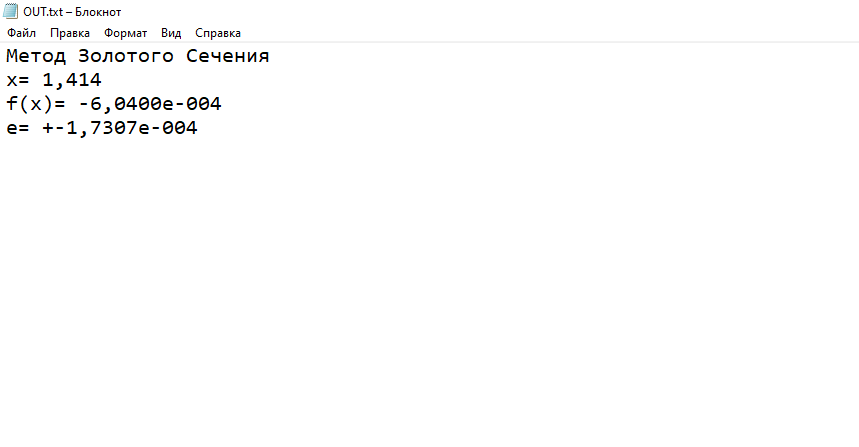 OUT.txt – Блокнот
Файл Правка Формат Вид Справка
Метод Золотого Сечения
x= 1,414
f(x)= -6,0400e-004
e= +-1,7307e-004